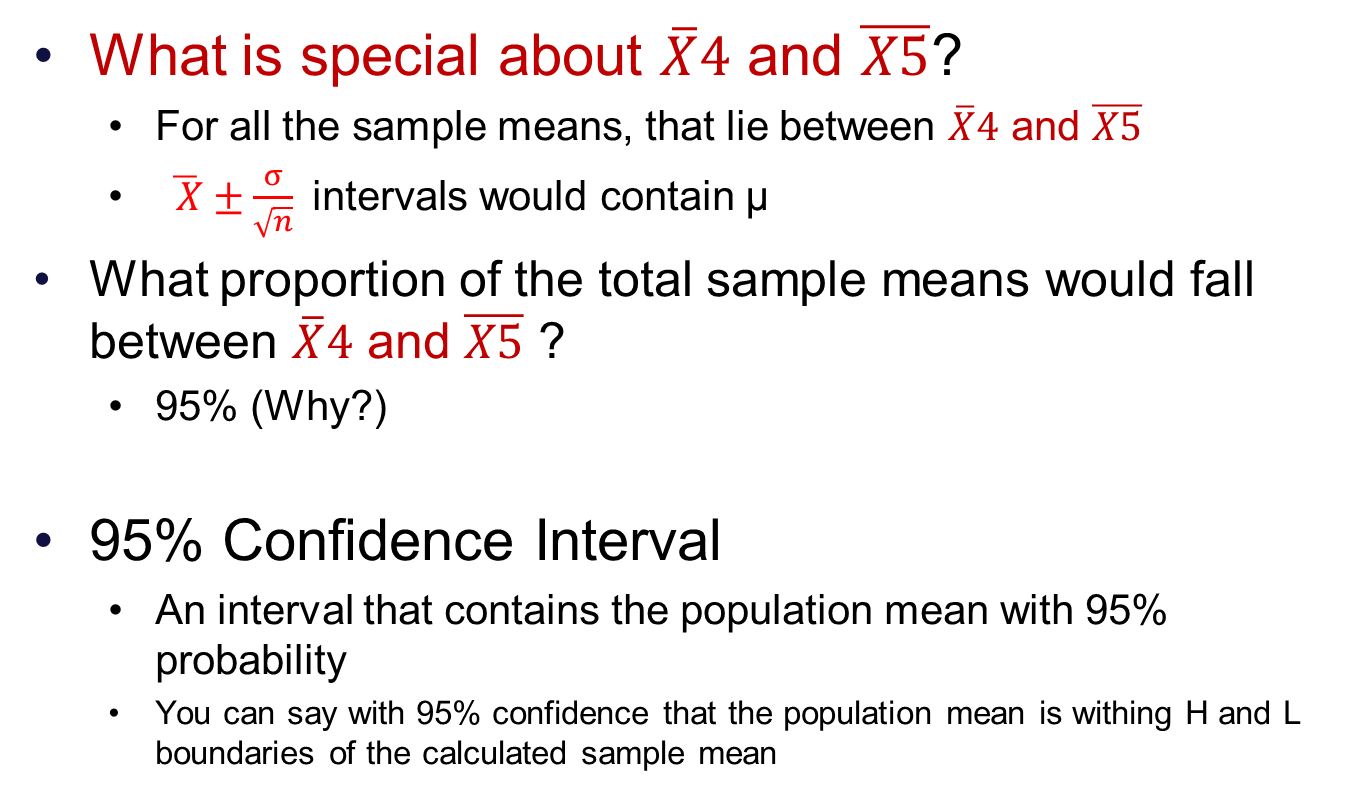 • What is special about X̄4 and X̅5̅?
• For all the sample means, that lie between X̄4 and X̅5̅
• X̄ ± σ/√n intervals would contain μ
• What proportion of the total sample means would fall
between X̄4 and X̅5̅ ?
• 95% (Why?)
• 95% Confidence Interval
• An interval that contains the population mean with 95%
probability
• You can say with 95% confidence that the population mean is withing H and L
boundaries of the calculated sample mean